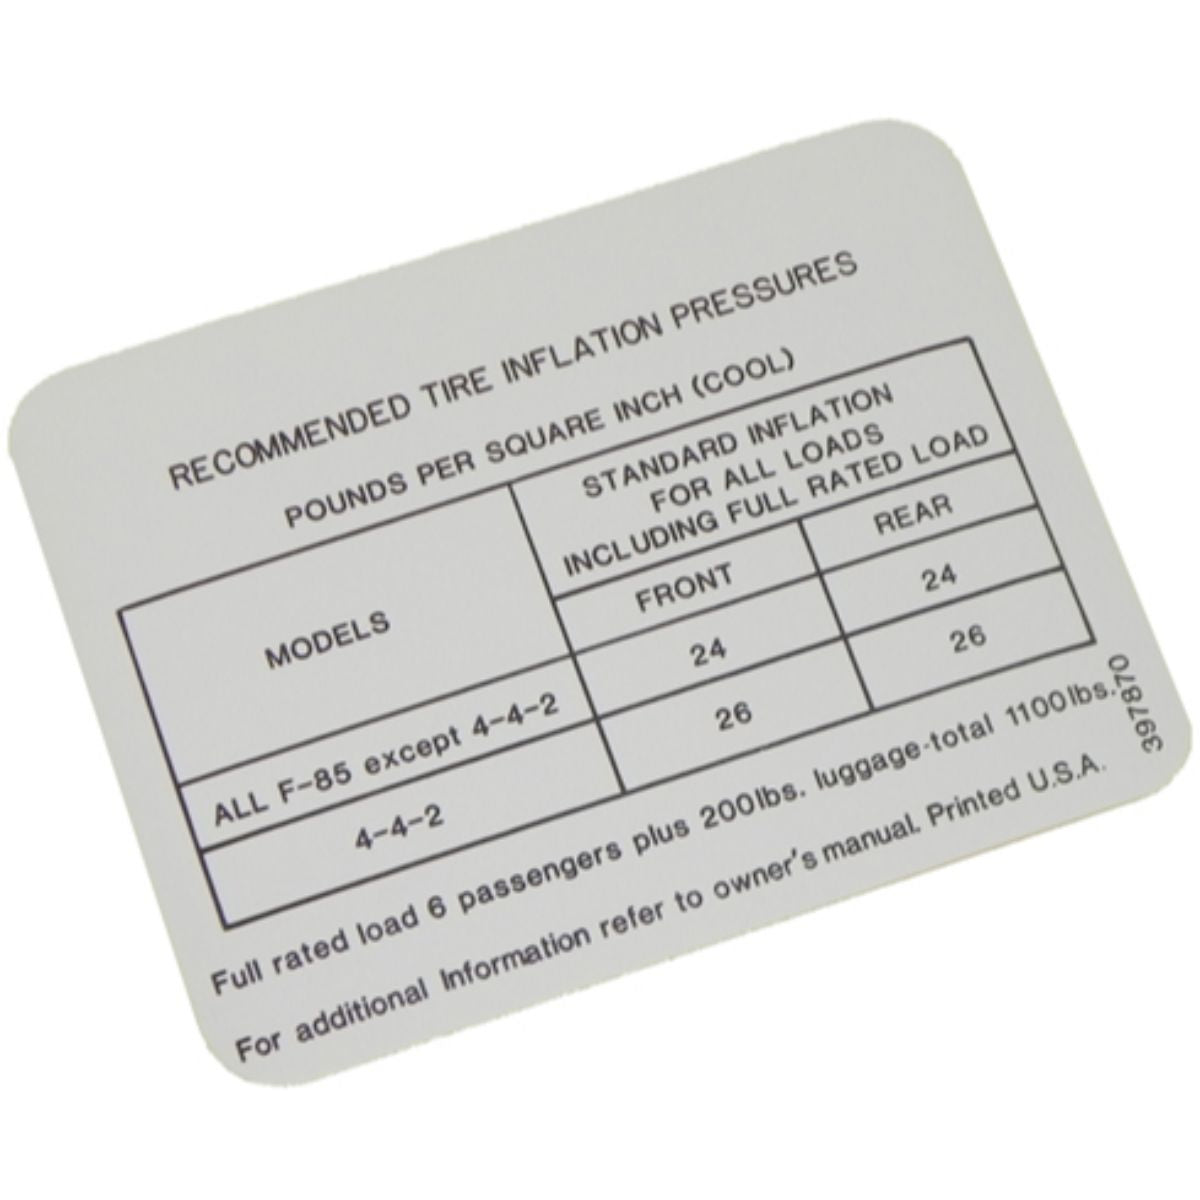 RECOMMENDED TIRE INFLATION PRESSURES
POUNDS PER SQUARE INCH (COOL)
MODELS
STANDARD INFLATION
FOR ALL LOADS
INCLUDING FULL RATED LOAD
FRONT REAR
ALL F-85 except 4-4-2 24 24
4-4-2 26 26
Full rated load 6 passengers plus 200lbs. luggage-total 1100lbs.
For additional Information refer to owner's manual. Printed U.S.A.
397870